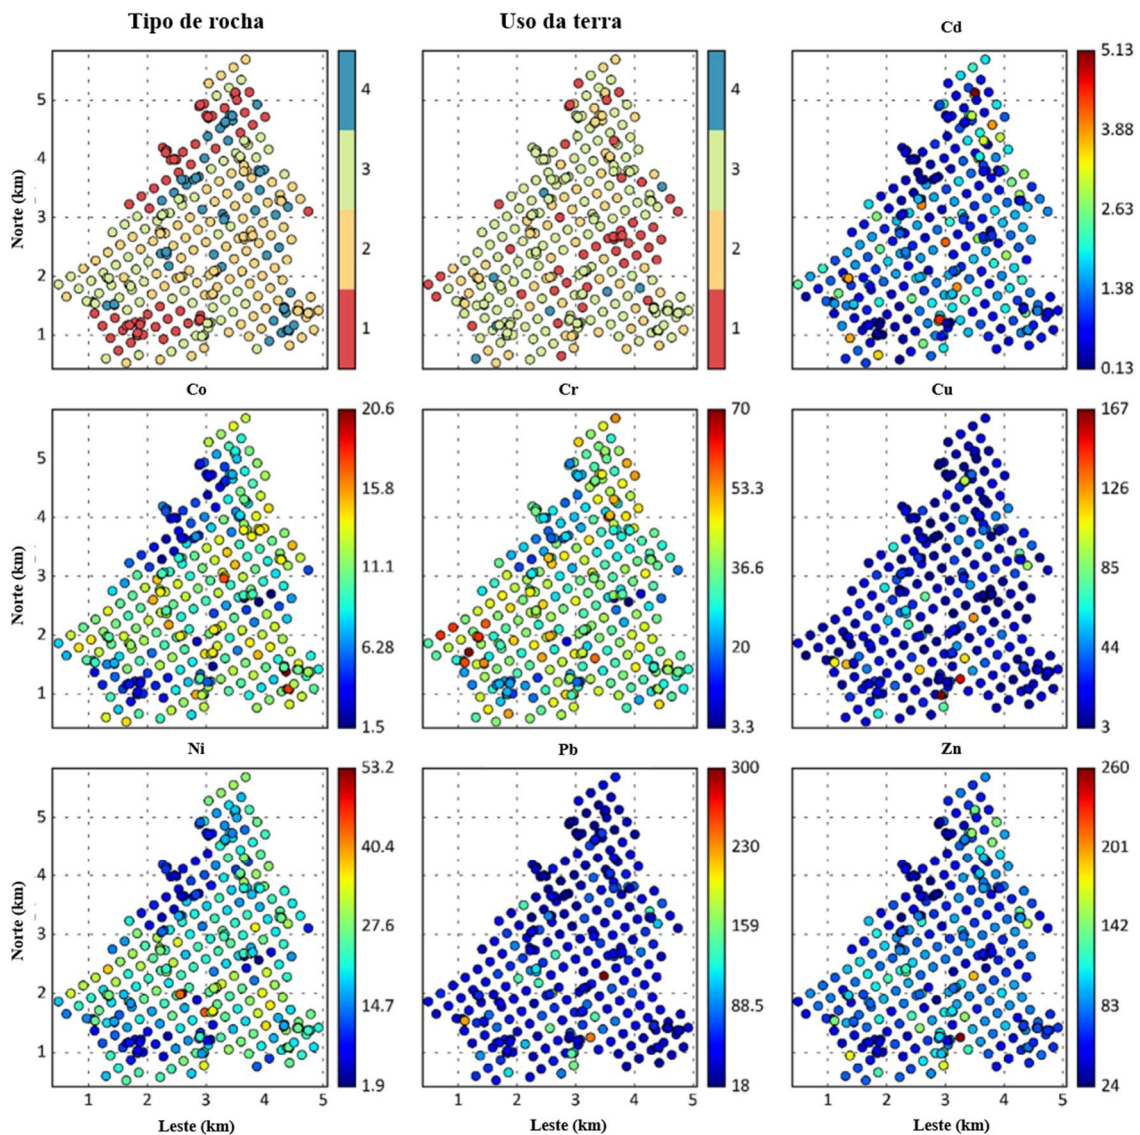 Tipo de rocha Uso da terra Cd
5 4 3 2 1 4 3 2 1 4 3 2 1 5.13 3.88 2.63 1.38 0.13
Norte (km)
Co Cr Cu
5 4 3 2 1 20.6 15.8 11.1 6.28 1.5 70 53.3 36.6 20 3.3 167 126 85 44 3
Norte (km)
Ni Pb Zn
5 4 3 2 1 53.2 40.4 27.6 14.7 1.9 300 230 159 88.5 18 260 201 142 83 24
Norte (km)
1 2 3 4 5 1 2 3 4 5 1 2 3 4 5
Leste (km) Leste (km) Leste (km)